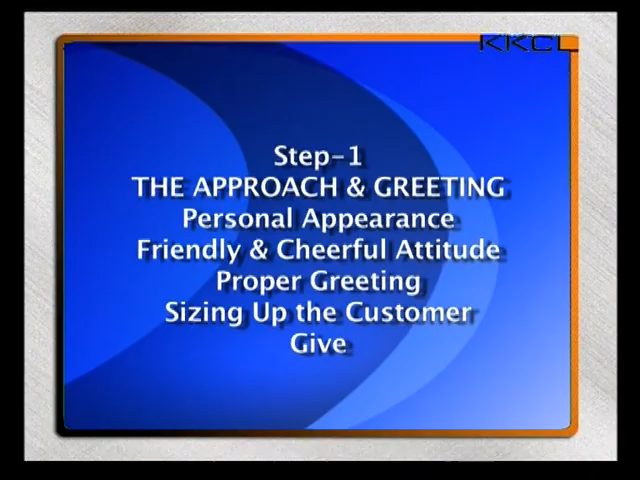 KKCL
Step-1
THE APPROACH & GREETING
Personal Appearance
Friendly & Cheerful Attitude
Proper Greeting
Sizing Up the Customer
Give